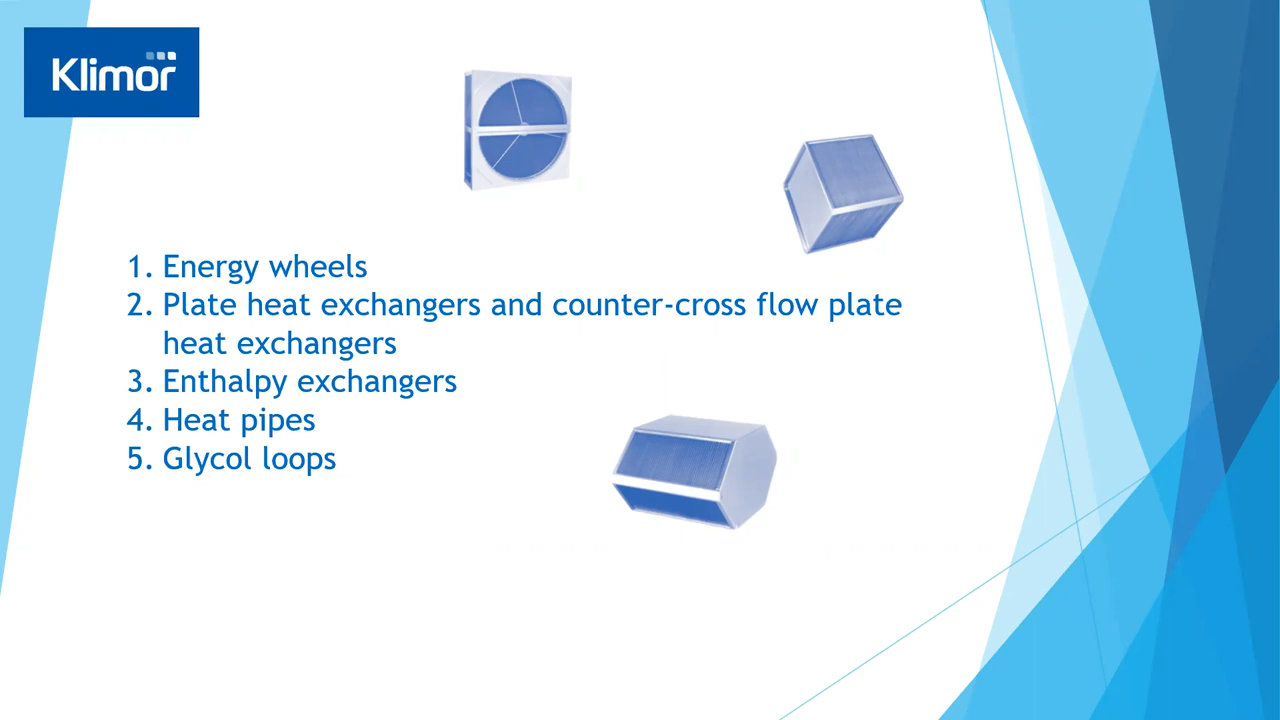 Klimor
1. Energy wheels
2. Plate heat exchangers and counter-cross flow plate
heat exchangers
3. Enthalpy exchangers
4. Heat pipes
5. Glycol loops